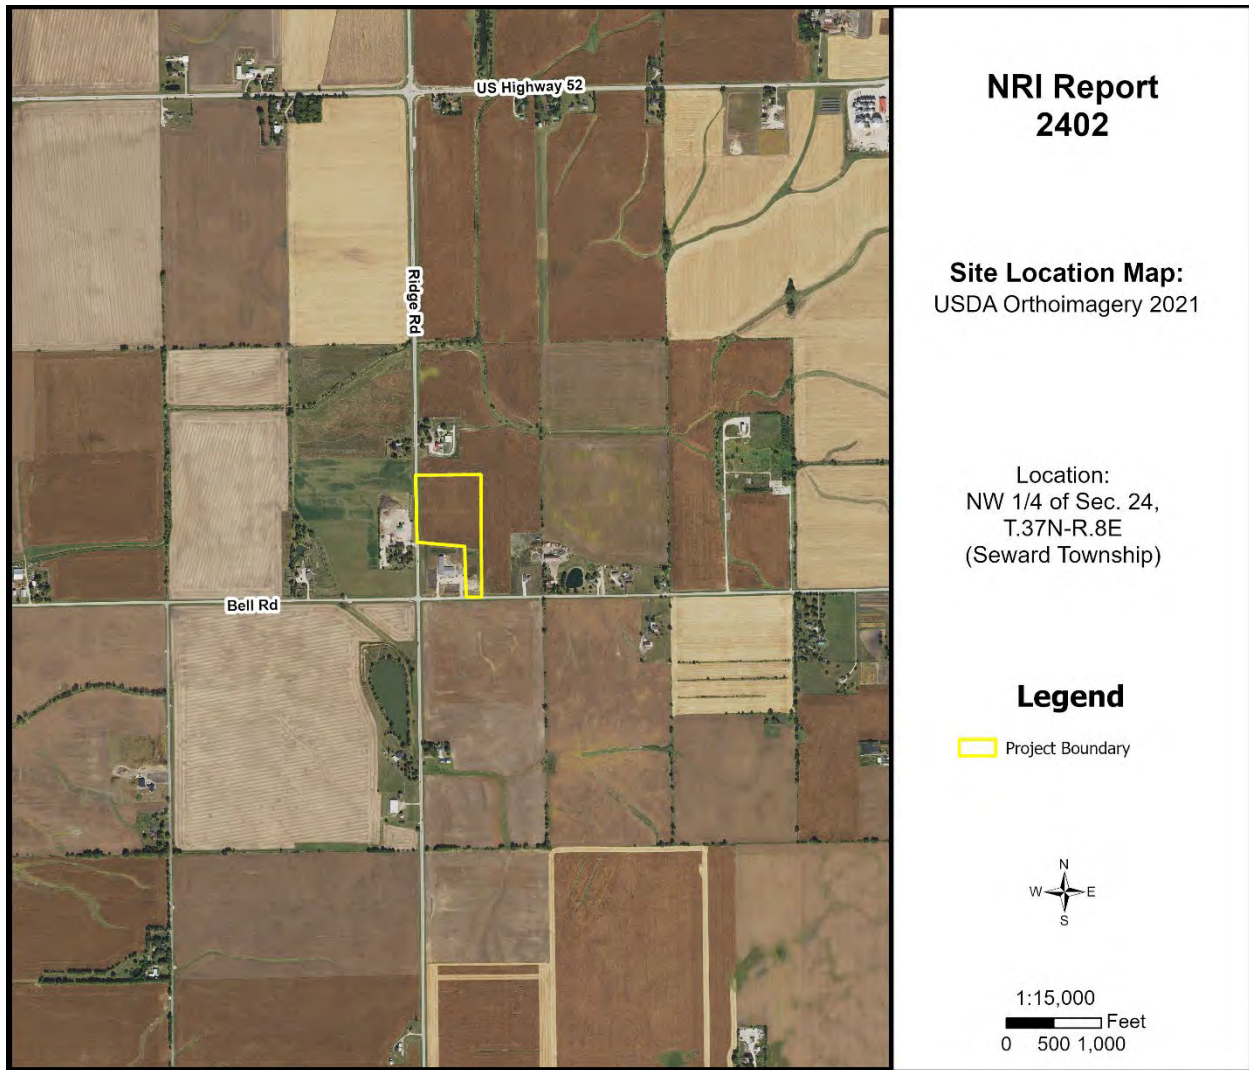 US Highway 52
Ridge Rd
Bell Rd
NRI Report
2402
Site Location Map:
USDA Orthoimagery 2021
Location:
NW 1/4 of Sec. 24,
T.37N-R.8E
(Seward Township)
Legend
Project Boundary
N
W E
S
1:15,000
Feet
0 500 1,000